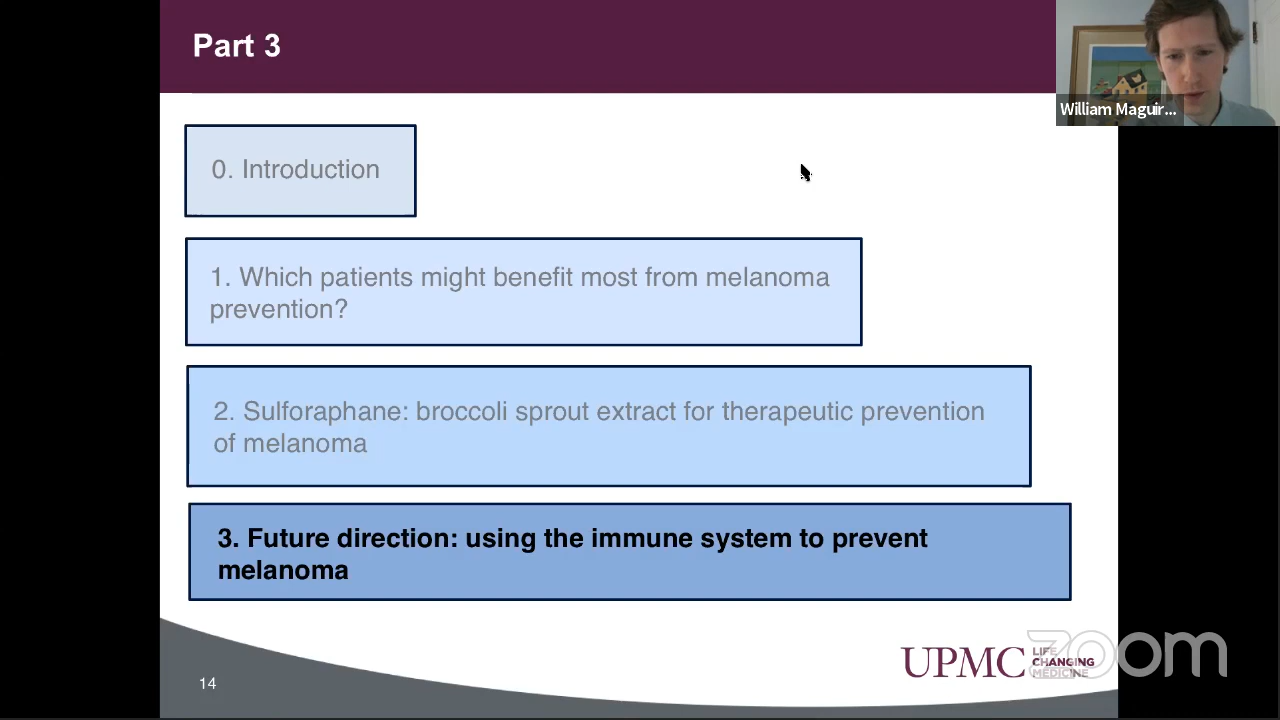 Part 3
William Maguir...
0. Introduction
1. Which patients might benefit most from melanoma
prevention?
2. Sulforaphane: broccoli sprout extract for therapeutic prevention
of melanoma
3. Future direction: using the immune system to prevent
melanoma
14
UPMC
LIFE
CHANGING
MEDICINE
zoom